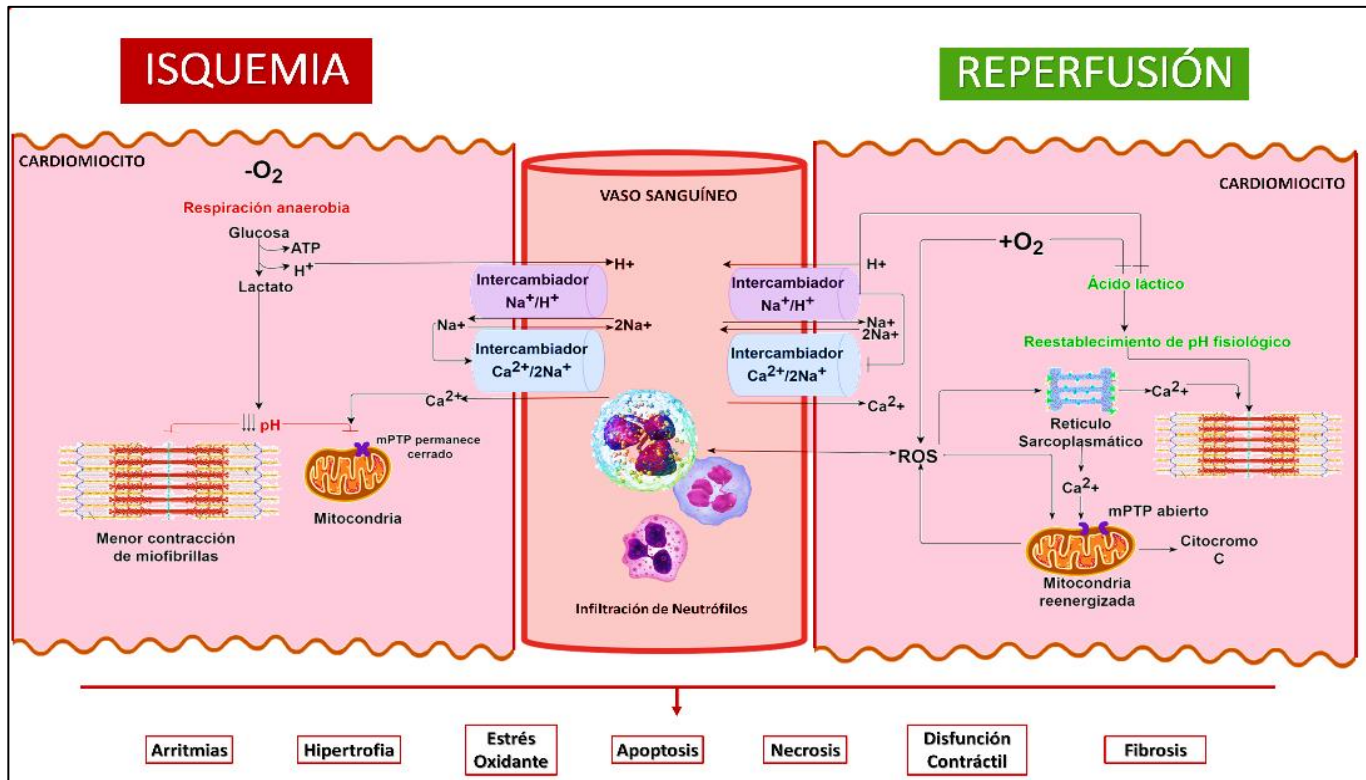 ISQUEMIA
REPERFUSIÓN
CARDIOMIOCITO
-O₂
Respiración anaerobia
Glucosa
ATP
H⁺
Lactato
↓↓↓ pH
mPTP permanece
cerrado
Mitocondria
Menor contracción
de miofibrillas
Na+
Ca²⁺
VASO SANGUÍNEO
Intercambiador
Na⁺/H⁺
Intercambiador
Ca²⁺/2Na⁺
H+
2Na+
Intercambiador
Na⁺/H⁺
Intercambiador
Ca²⁺/2Na⁺
Infiltración de Neutrófilos
CARDIOMIOCITO
+O₂
H+
Ácido láctico
Na+
2Na+
Reestablecimiento de pH fisiológico
Ca²⁺
Retículo
Sarcoplasmático
Ca²⁺
ROS
Ca²⁺
mPTP abierto
Citocromo
C
Mitocondria
reenergizada
Arritmias
Hipertrofia
Estrés
Oxidante
Apoptosis
Necrosis
Disfunción
Contráctil
Fibrosis